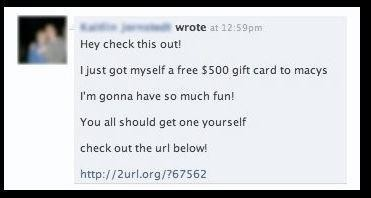 wrote at 12:59pm
Hey check this out!
I just got myself a free $500 gift card to macys
I'm gonna have so much fun!
You all should get one yourself
check out the url below!
http://2url.org/?67562